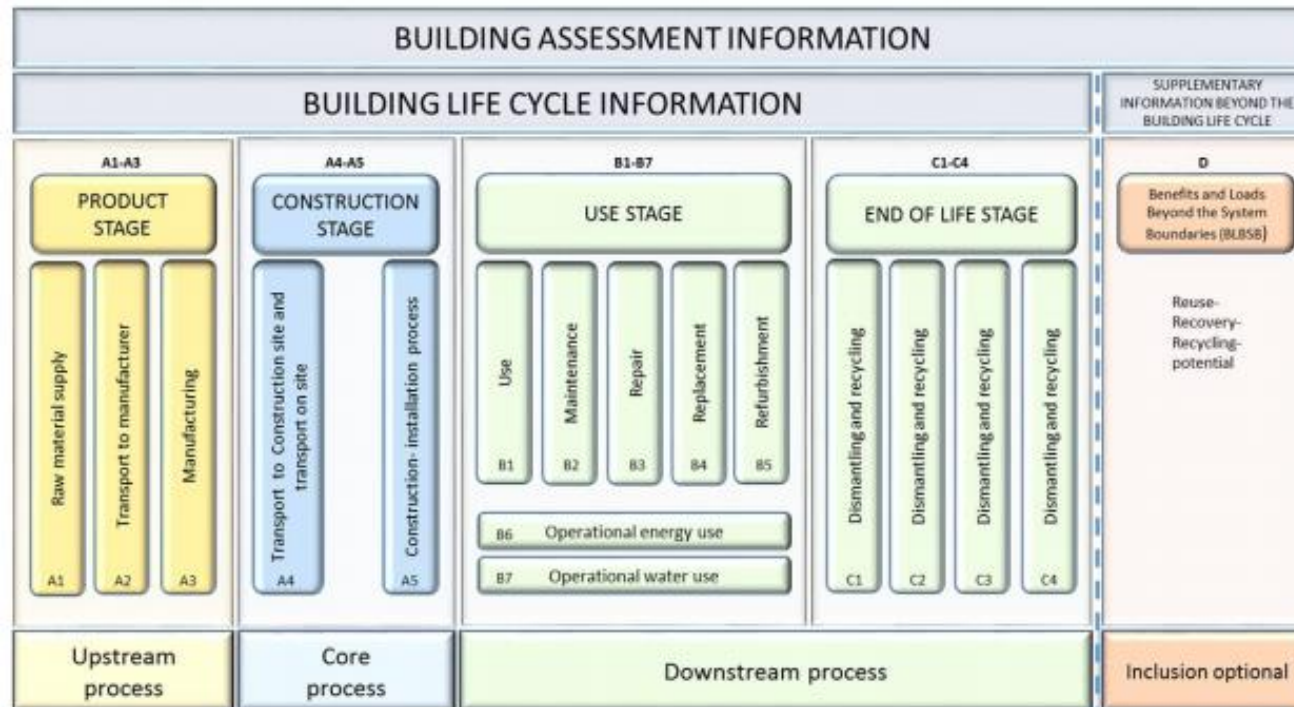 BUILDING ASSESSMENT INFORMATION
BUILDING LIFE CYCLE INFORMATION
SUPPLEMENTARY
INFORMATION BEYOND THE
BUILDING LIFE CYCLE
A1-A3
PRODUCT
STAGE
Raw material supply
A1
Transport to manufacturer
A2
Manufacturing
A3
A4-A5
CONSTRUCTION
STAGE
Transport to Construction site and
transport on site
A4
Construction- installation process
A5
B1-B7
USE STAGE
Use
B1
Maintenance
B2
Repair
B3
Replacement
B4
Refurbishment
B5
B6 Operational energy use
B7 Operational water use
C1-C4
END OF LIFE STAGE
Dismantling and recycling
C1
Dismantling and recycling
C2
Dismantling and recycling
C3
Dismantling and recycling
C4
D
Benefits and Loads
Beyond the System
Boundaries (BLBSB)
Reuse-
Recovery-
Recycling-
potential
Upstream
process
Core
process
Downstream process
Inclusion optional